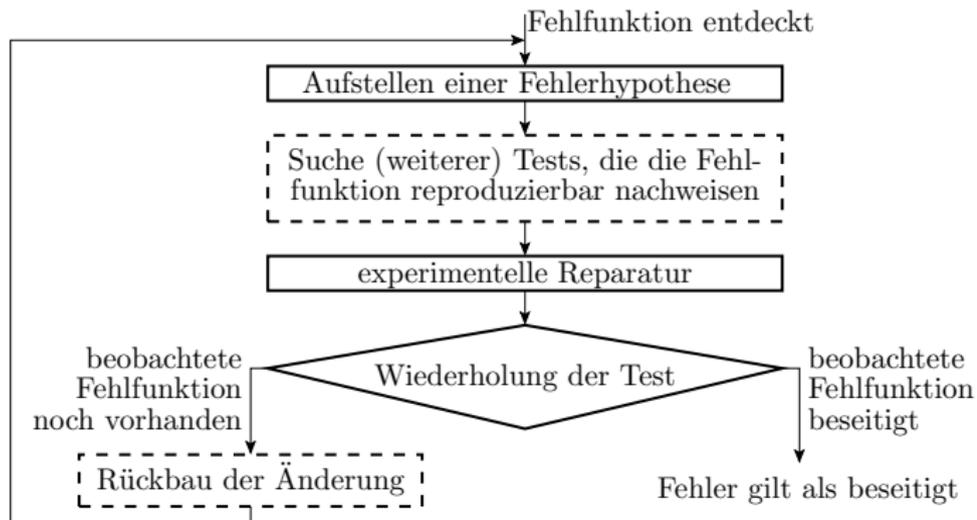 Fehlfunktion entdeckt
Aufstellen einer Fehlerhypothese
Suche (weiterer) Tests, die die Fehl-
funktion reproduzierbar nachweisen
experimentelle Reparatur
Wiederholung der Test
beobachtete
Fehlfunktion
noch vorhanden
beobachtete
Fehlfunktion
beseitigt
Rückbau der Änderung
Fehler gilt als beseitigt